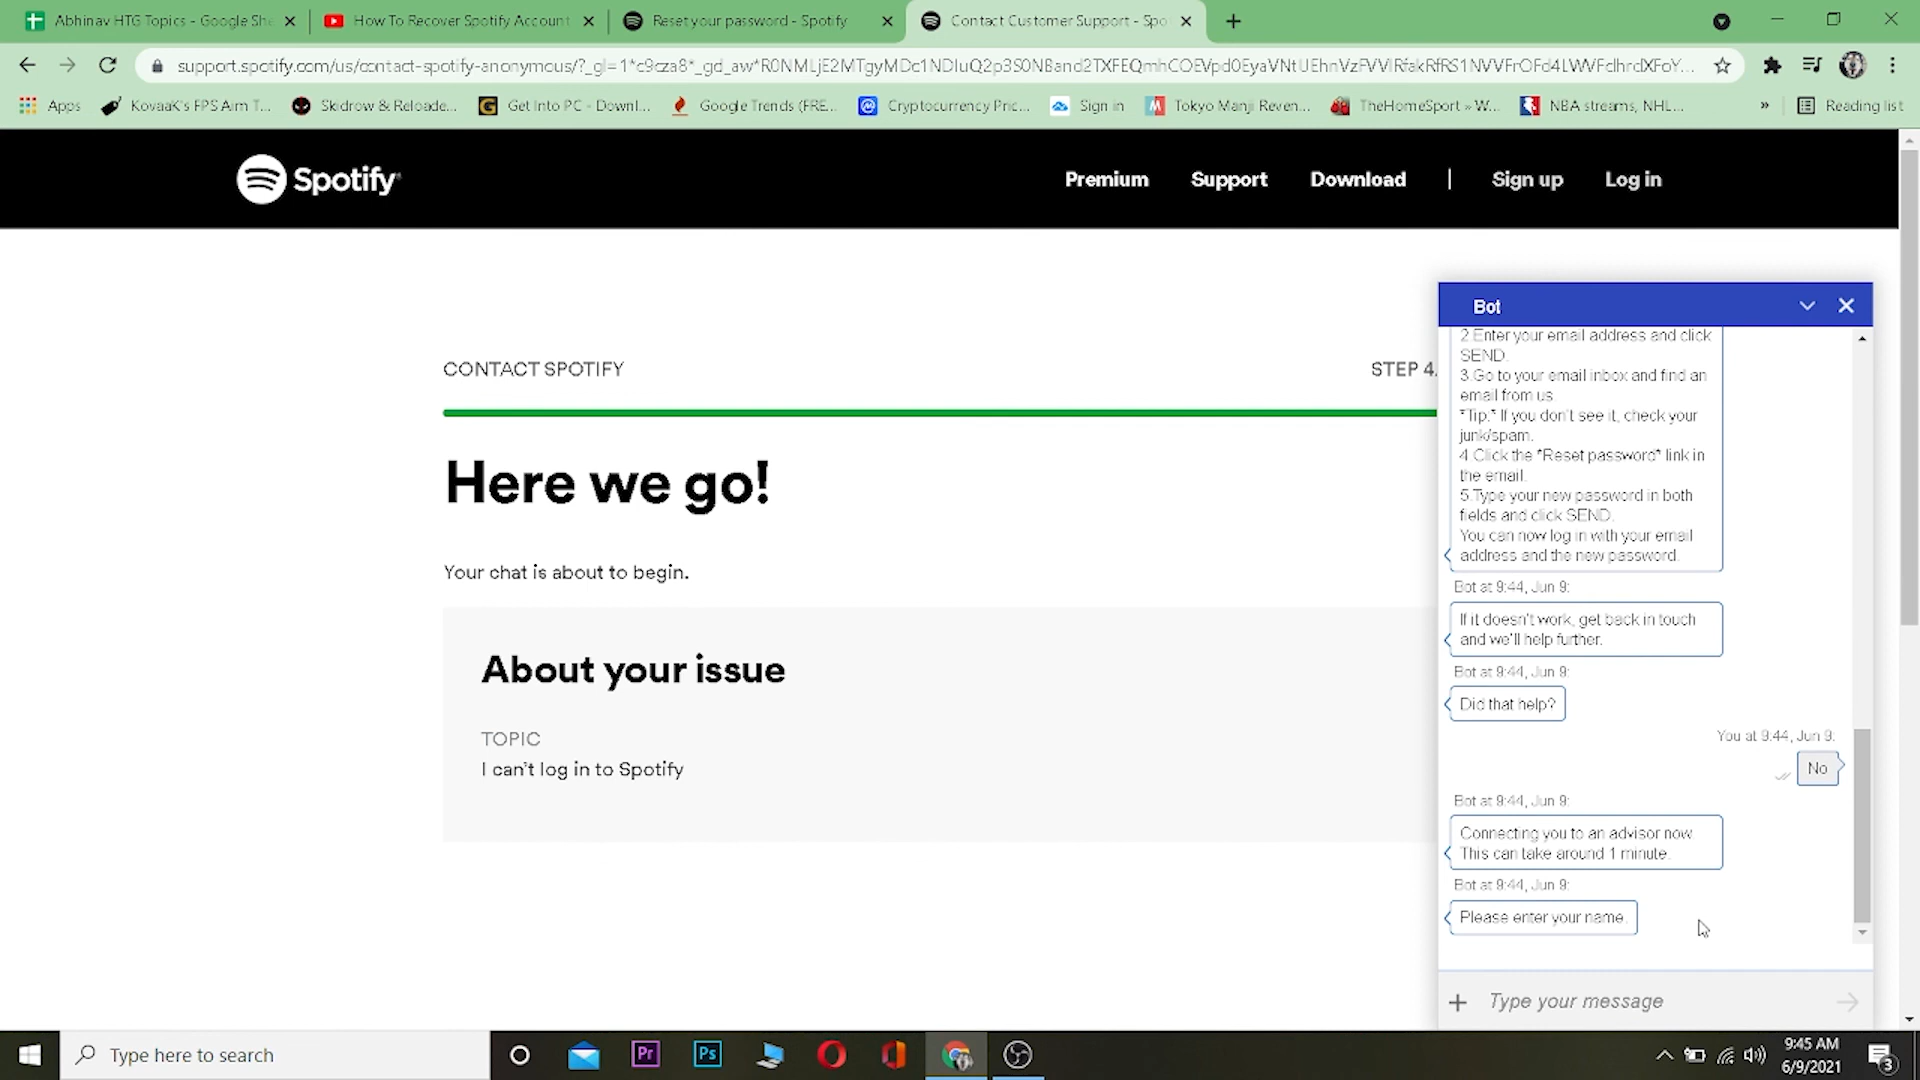 Abhinav HTG Topics - Google She
How To Recover Spotify Account
Reset your password - Spotify
Contact Customer Support - Spo
Apps
KovaaK's FPS Aim T...
Skidrow & Reloade...
Get Into PC - Downl...
Google Trends (FRE...
Cryptocurrency Pric...
Sign in
Tokyo Manji Reven...
TheHomeSport » W...
NBA streams, NHL...
»
Reading list
Spotify
Premium
Support
Download
Sign up
Log in
CONTACT SPOTIFY
STEP 4
Here we go!
Your chat is about to begin.
About your issue
TOPIC
I can't log in to Spotify
Bot
2.Enter your email address and click
SEND.
3.Go to your email inbox and find an
email from us.
*Tip:* If you don't see it, check your
junk/spam.
4.Click the *Reset password* link in
the email.
5.Type your new password in both
fields and click SEND.
You can now log in with your email
address and the new password.
Bot at 9:44, Jun 9:
If it doesn't work, get back in touch
and we'll help further.
Bot at 9:44, Jun 9:
Did that help?
You at 9:44, Jun 9:
No
Bot at 9:44, Jun 9:
Connecting you to an advisor now.
This can take around 1 minute.
Bot at 9:44, Jun 9:
Please enter your name.
Type your message
Type here to search
Pr
Ps
9:45 AM
6/9/2021
3